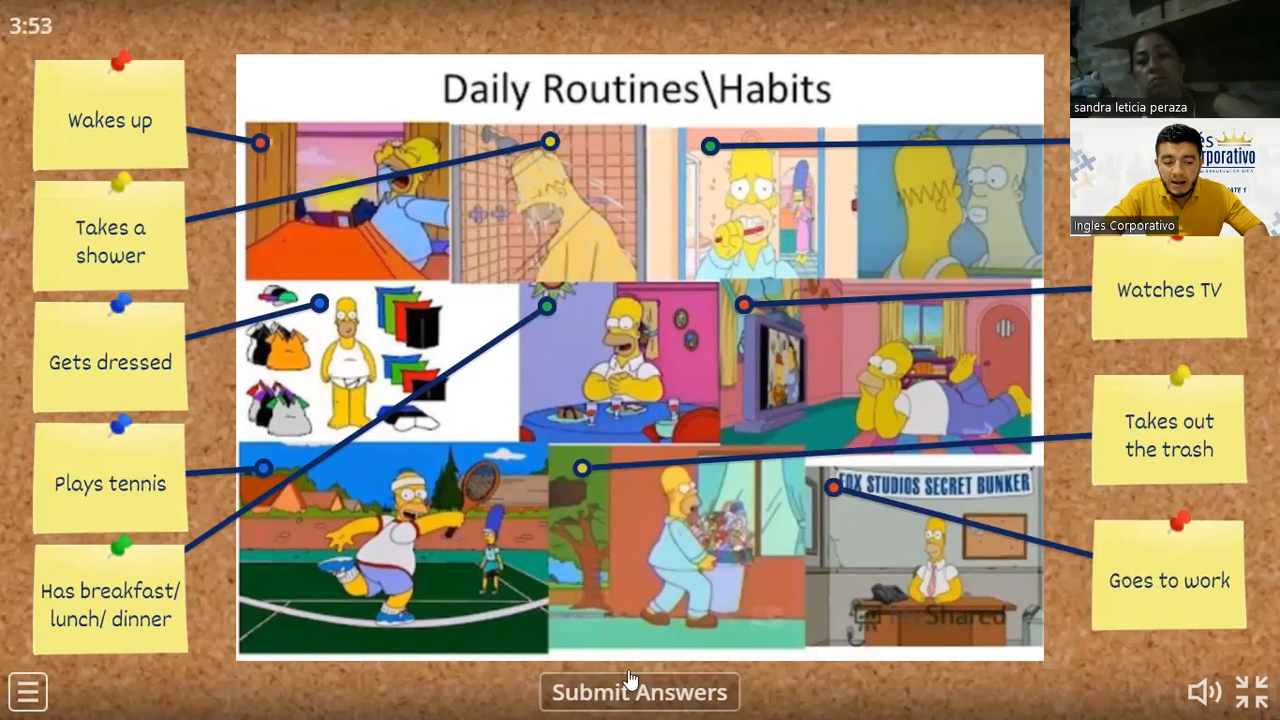 3:53
Daily Routines\Habits
Wakes up
Takes a
shower
Gets dressed
Plays tennis
Has breakfast/
lunch/ dinner
sandra leticia peraza
Ingles Corporativo
Watches TV
Takes out
the trash
Goes to work
FOX STUDIOS SECRET BUNKER
Shared
Submit Answers